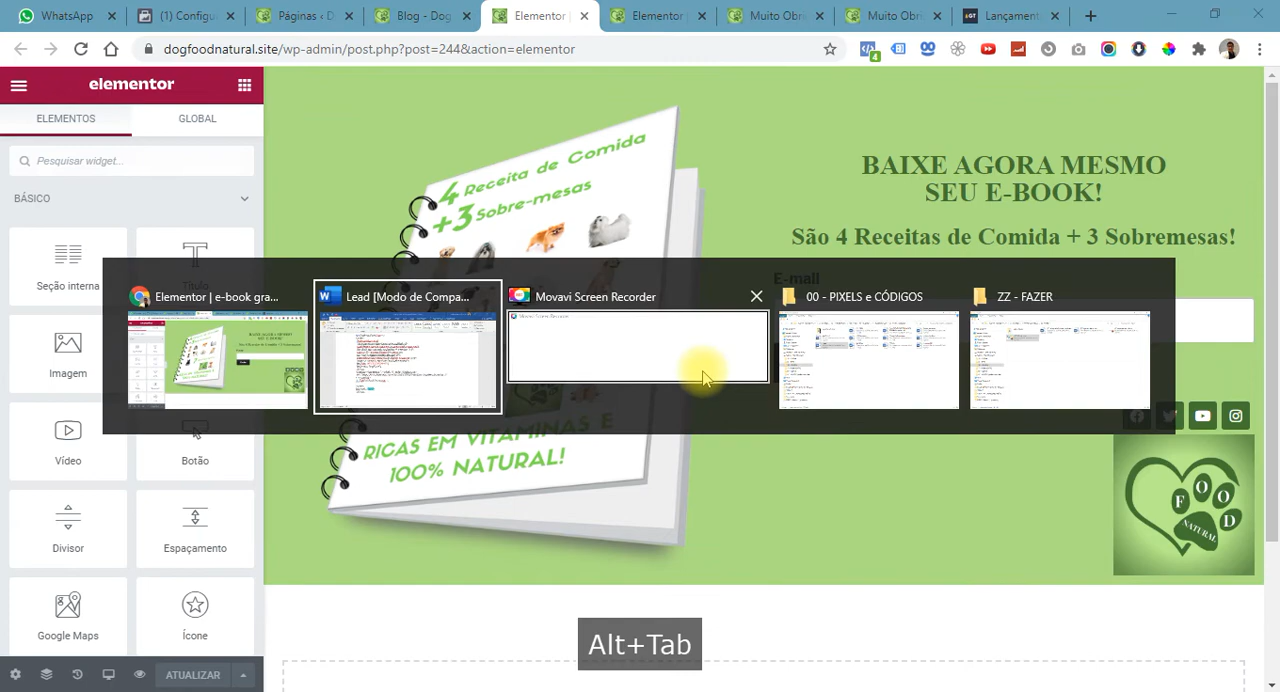 WhatsApp
(1) Configu
Páginas ‹ D
Blog - Dog
Elementor |
Elementor |
Muito Obri
Muito Obri
Lançament
dogfoodnatural.site/wp-admin/post.php?post=244&action=elementor
4
elementor
ELEMENTOS
GLOBAL
Pesquisar widget...
BÁSICO
Seção interna
Título
Imagem
Vídeo
Botão
Divisor
Espaçamento
Google Maps
Ícone
ATUALIZAR
4 Receita de Comida
+3 Sobre-mesas
RICAS EM VITAMINAS E
100% NATURAL!
BAIXE AGORA MESMO
SEU E-BOOK!
São 4 Receitas de Comida + 3 Sobremesas!
E-mail
Elementor | e-book gra...
Lead [Modo de Compa...
Movavi Screen Recorder
00 - PIXELS e CÓDIGOS
ZZ - FAZER
FOOD
NATURAL
Alt+Tab